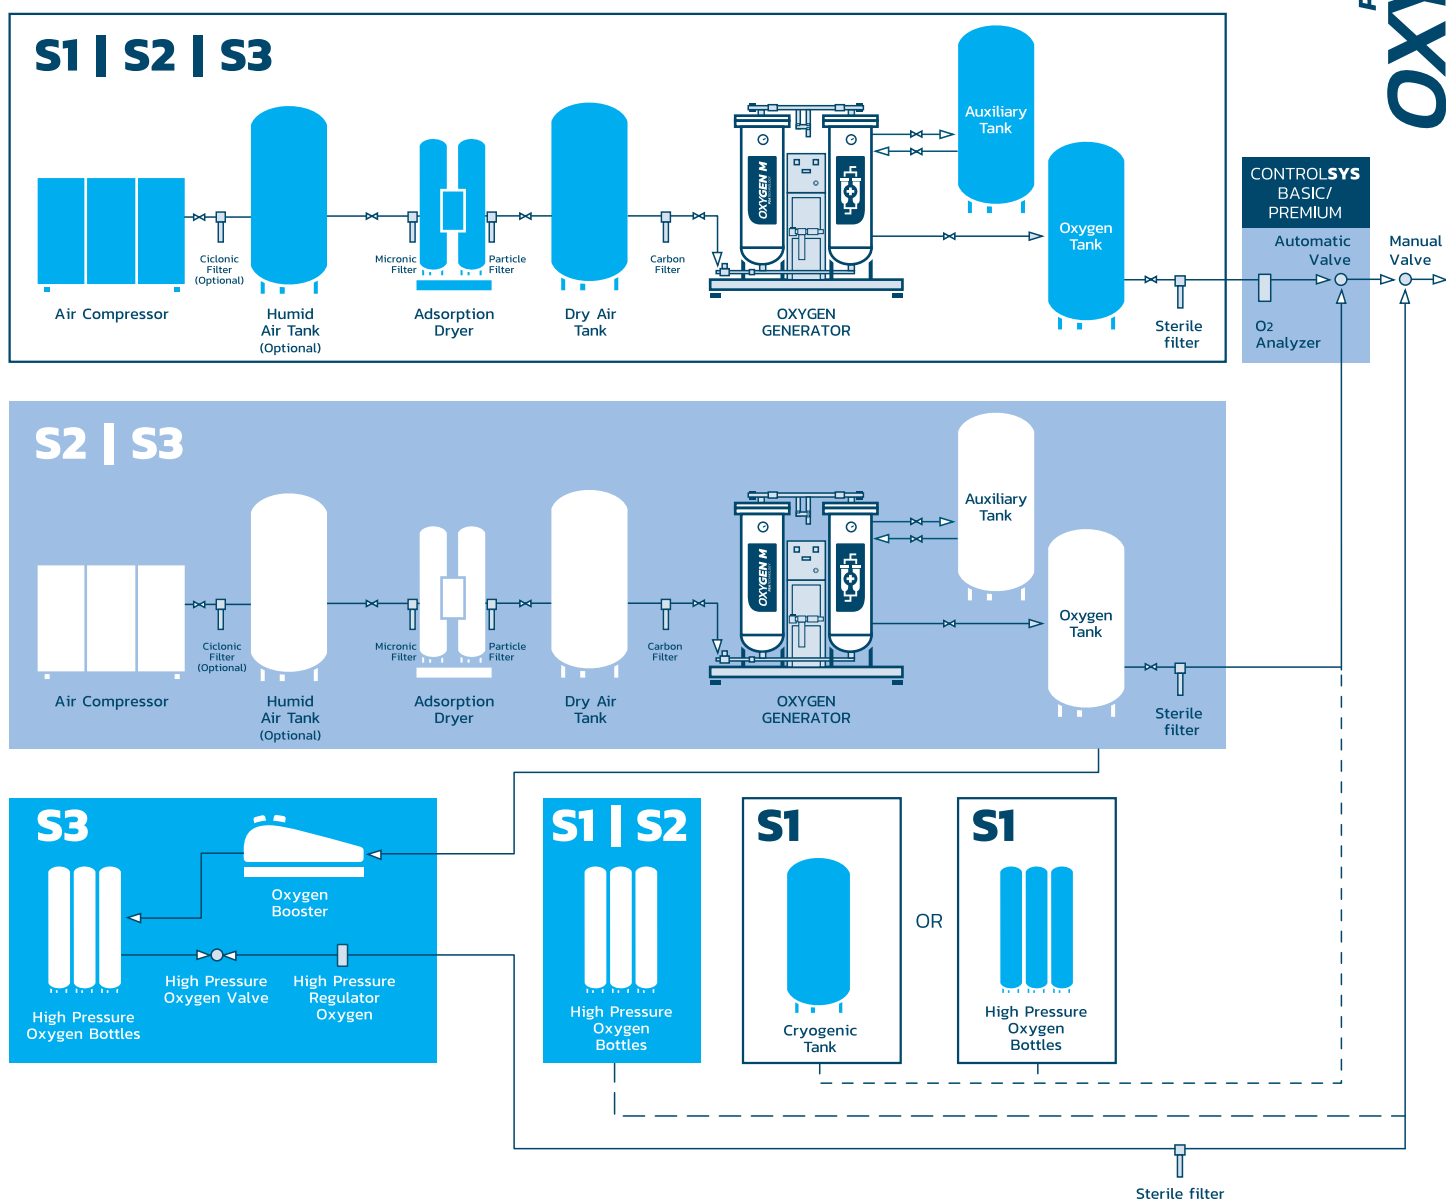 S1 | S2 | S3
OXO
Auxiliary
Tank
CONTROLSYS
BASIC/
PREMIUM
OXYGEN M
Oxygen
Tank
Automatic
Valve
Manual
Valve
Ciclonic
Filter
(Optional)
Micronic
Filter
Particle
Filter
Carbon
Filter
Air Compressor
Humid
Air Tank
(Optional)
Adsorption
Dryer
Dry Air
Tank
OXYGEN
GENERATOR
Sterile
filter
O2
Analyzer
S2 | S3
Auxiliary
Tank
OXYGEN M
Oxygen
Tank
Ciclonic
Filter
(Optional)
Micronic
Filter
Particle
Filter
Carbon
Filter
Air Compressor
Humid
Air Tank
(Optional)
Adsorption
Dryer
Dry Air
Tank
OXYGEN
GENERATOR
Sterile
filter
S3
Oxygen
Booster
High Pressure
Oxygen Valve
High Pressure
Regulator
Oxygen
High Pressure
Oxygen Bottles
S1 | S2
High Pressure
Oxygen
Bottles
S1
Cryogenic
Tank
OR
S1
High Pressure
Oxygen
Bottles
Sterile filter